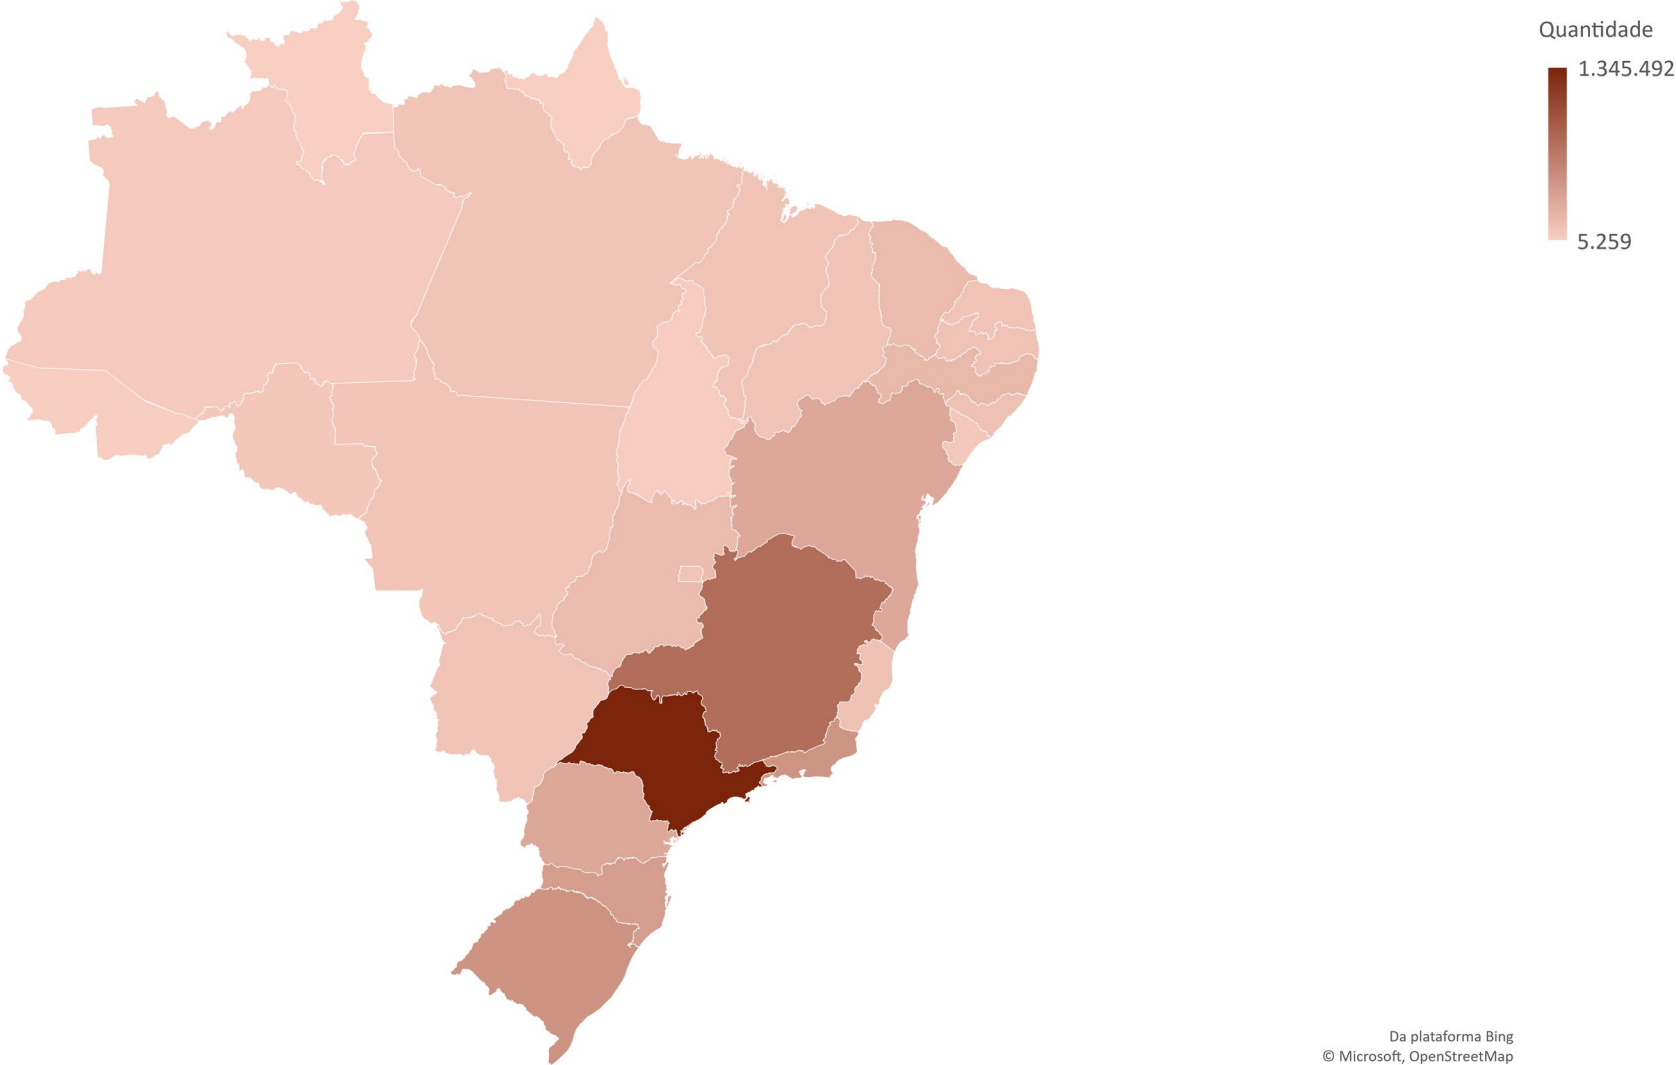 Quantidade
1.345.492
5.259
Da plataforma Bing
© Microsoft, OpenStreetMap